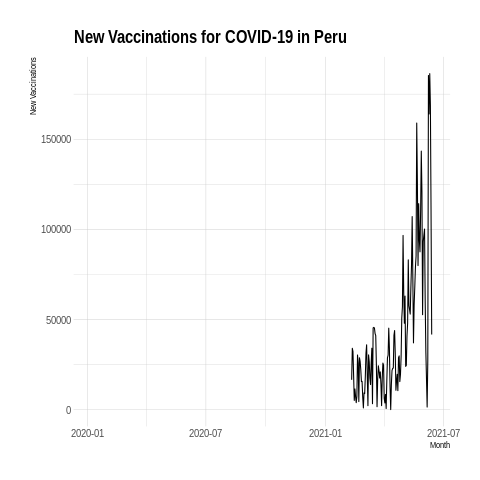 New Vaccinations for COVID-19 in Peru
New Vaccinations
150000
100000
50000
0
2020-01 2020-07 2021-01 2021-07
Month